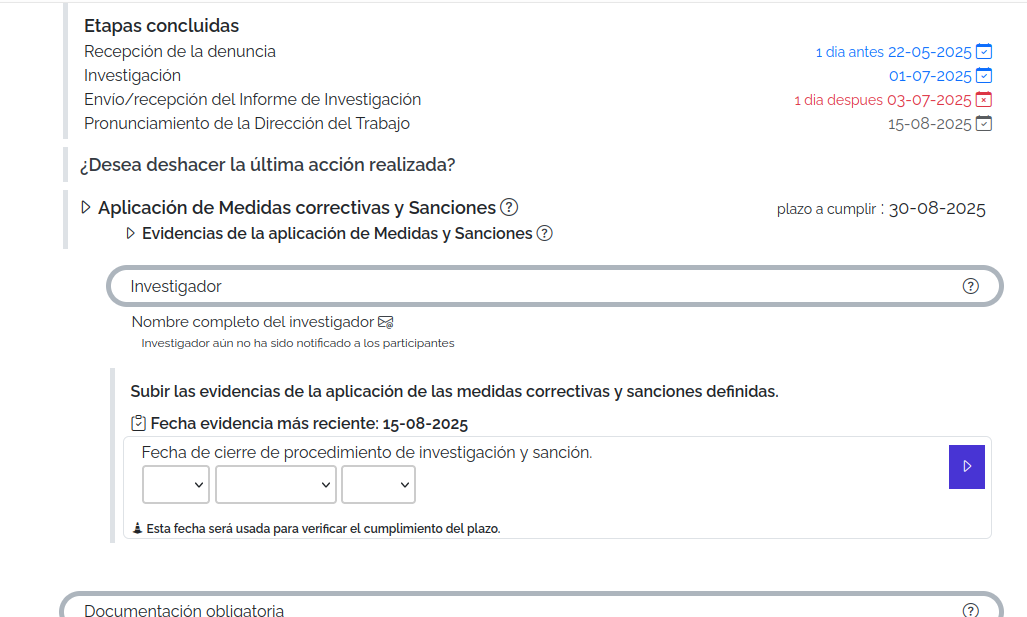 Etapas concluidas
Recepción de la denuncia 1 dia antes 22-05-2025
Investigación 01-07-2025
Envío/recepción del Informe de Investigación 1 dia despues 03-07-2025
Pronunciamiento de la Dirección del Trabajo 15-08-2025
¿Desea deshacer la última acción realizada?
Aplicación de Medidas correctivas y Sanciones ? plazo a cumplir : 30-08-2025
Evidencias de la aplicación de Medidas y Sanciones ?
Investigador ?
Nombre completo del investigador
Investigador aún no ha sido notificado a los participantes
Subir las evidencias de la aplicación de las medidas correctivas y sanciones definidas.
Fecha evidencia más reciente: 15-08-2025
Fecha de cierre de procedimiento de investigación y sanción.
Esta fecha será usada para verificar el cumplimiento del plazo.
Documentación obligatoria ?